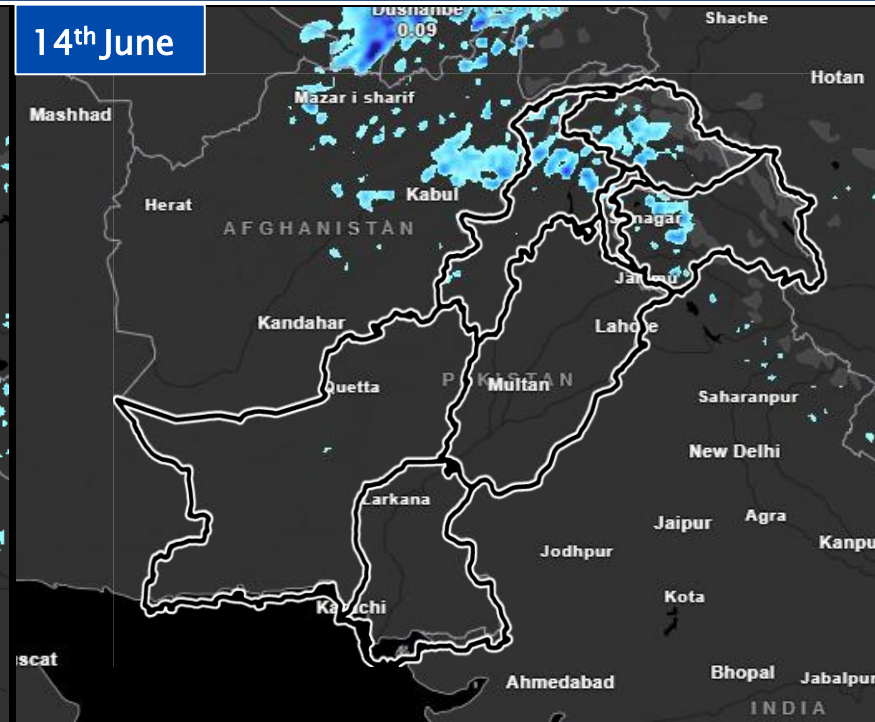 14th June
Dushanbe
0.09
Shache
Hotan
Mazar i sharif
Mashhad
Kabul
Herat
AFGHANISTAN
Kandahar
Lahore
Quetta
PAKISTAN
Multan
Saharanpur
New Delhi
Larkana
Agra
Jaipur
Kanpu
Jodhpur
Kota
Karachi
scat
Bhopal
Jabalpur
Ahmedabad
INDIA